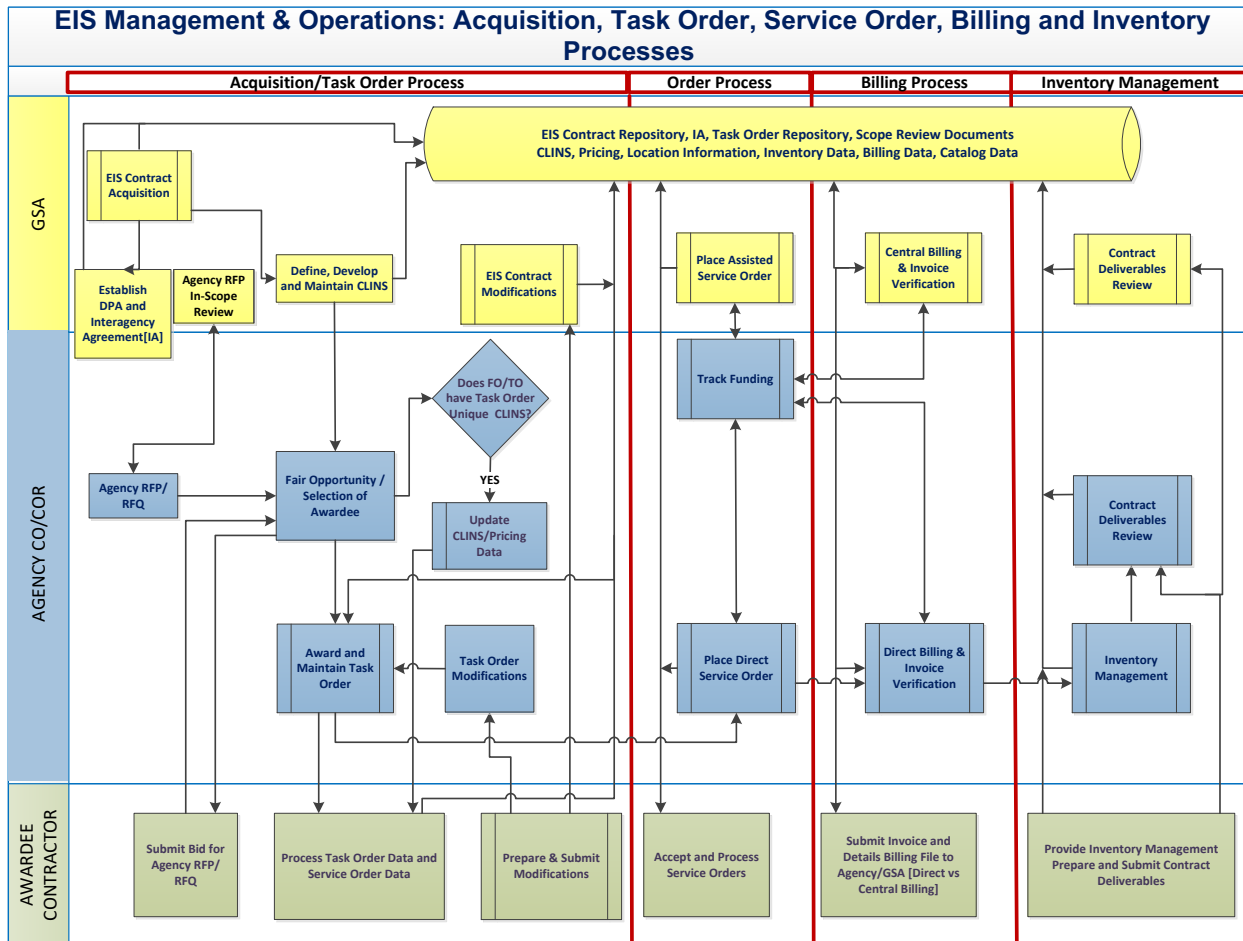 EIS Management & Operations: Acquisition, Task Order, Service Order, Billing and Inventory
Processes
Acquisition/Task Order Process
Order Process
Billing Process
Inventory Management
GSA
EIS Contract Repository, IA, Task Order Repository, Scope Review Documents
CLINS, Pricing, Location Information, Inventory Data, Billing Data, Catalog Data
EIS Contract
Acquisition
Establish
DPA and
Interagency
Agreement[IA]
Agency RFP
In-Scope
Review
Define, Develop
and Maintain CLINS
EIS Contract
Modifications
Place Assisted
Service Order
Central Billing
& Invoice
Verification
Contract
Deliverables
Review
AGENCY CO/COR
Does FO/TO
have Task Order
Unique CLINS?
YES
Track Funding
Agency RFP/
RFQ
Fair Opportunity /
Selection of
Awardee
Update
CLINS/Pricing
Data
Contract
Deliverables
Review
Award and
Maintain Task
Order
Task Order
Modifications
Place Direct
Service Order
Direct Billing &
Invoice
Verification
Inventory
Management
AWARDEE
CONTRACTOR
Submit Bid for
Agency RFP/
RFQ
Process Task Order Data and
Service Order Data
Prepare & Submit
Modifications
Accept and Process
Service Orders
Submit Invoice and
Details Billing File to
Agency/GSA [Direct vs
Central Billing]
Provide Inventory Management
Prepare and Submit Contract
Deliverables